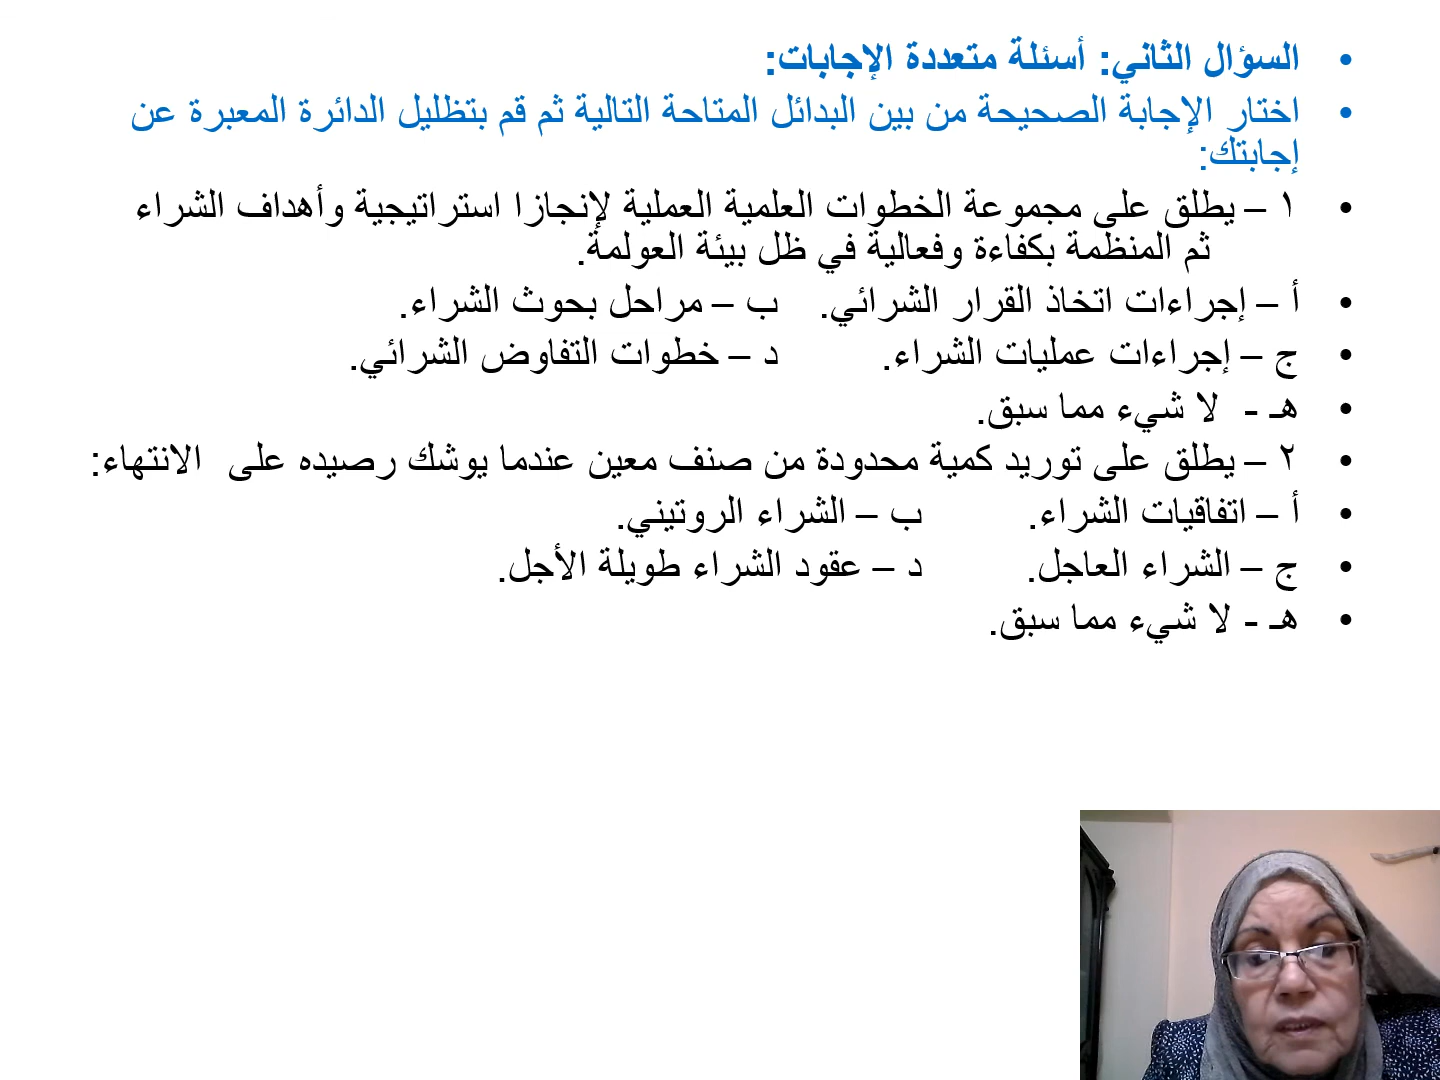 السؤال الثاني: أسئلة متعددة الإجابات:
اختار الإجابة الصحيحة من بين البدائل المتاحة التالية ثم قم بتظليل الدائرة المعبرة عن
إجابتك:
١ – يطلق على مجموعة الخطوات العلمية العملية لإنجازا استراتيجية وأهداف الشراء
ثم المنظمة بكفاءة وفعالية في ظل بيئة العولمة.
أ – إجراءات اتخاذ القرار الشرائي. ب – مراحل بحوث الشراء.
ج – إجراءات عمليات الشراء. د – خطوات التفاوض الشرائي.
هـ - لا شيء مما سبق.
٢ – يطلق على توريد كمية محدودة من صنف معين عندما يوشك رصيده على الانتهاء:
أ – اتفاقيات الشراء. ب – الشراء الروتيني.
ج – الشراء العاجل. د – عقود الشراء طويلة الأجل.
هـ - لا شيء مما سبق.